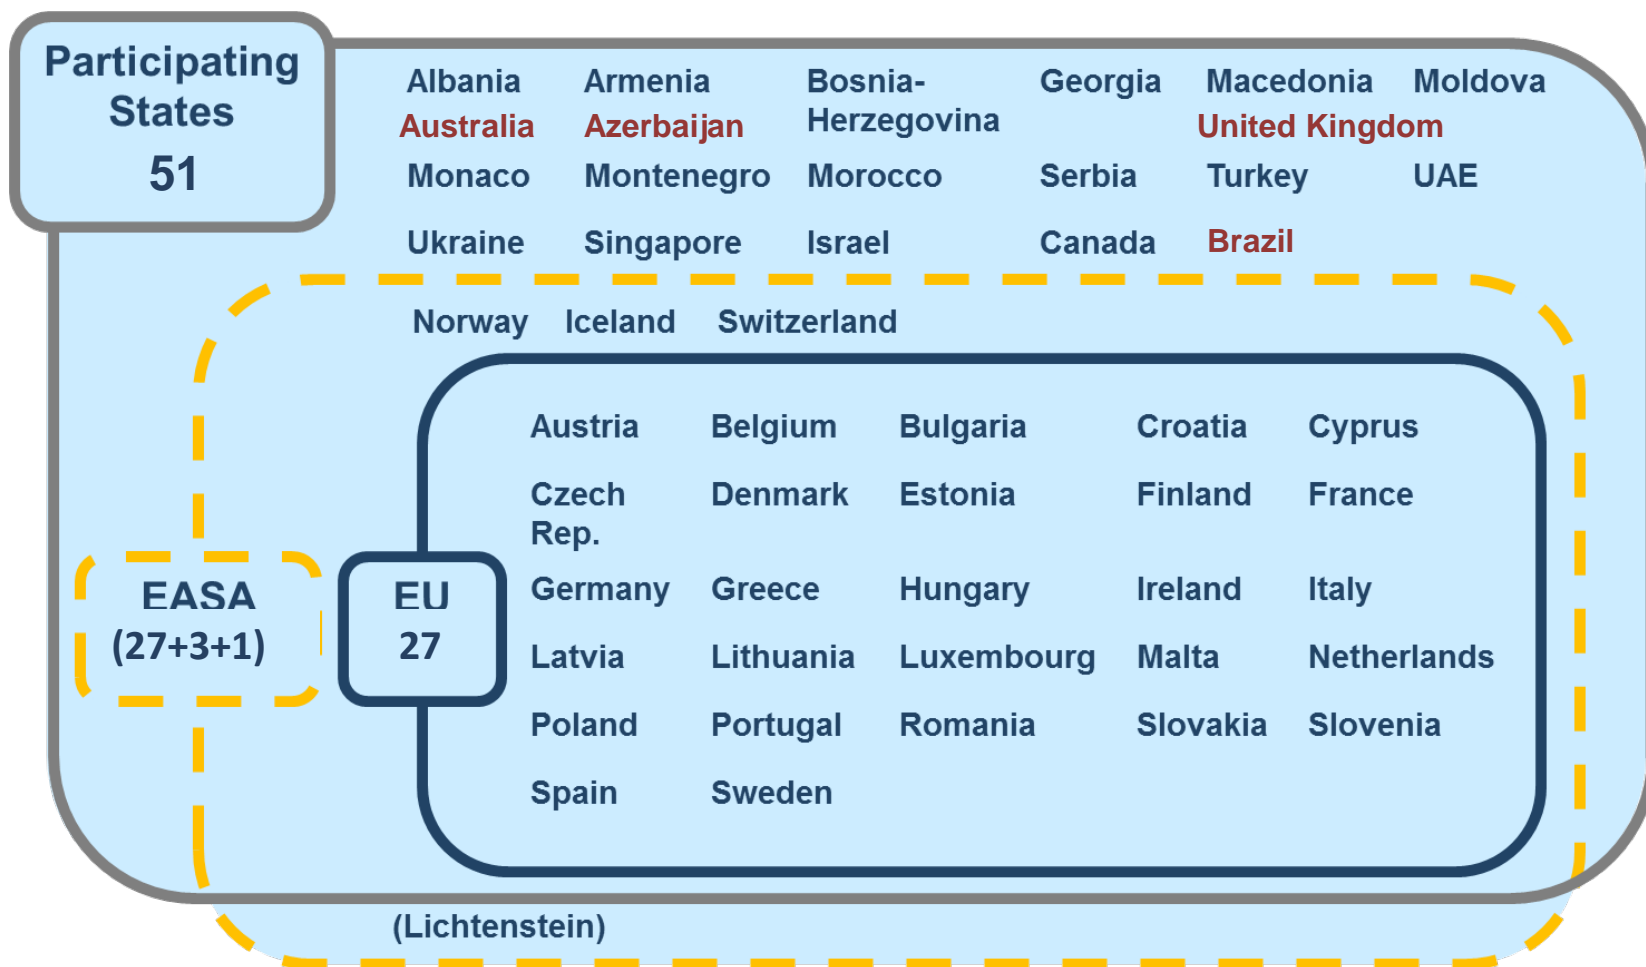 Participating
States
51
Albania Armenia Bosnia- Georgia Macedonia Moldova
Herzegovina
Australia Azerbaijan United Kingdom
Monaco Montenegro Morocco Serbia Turkey UAE
Ukraine Singapore Israel Canada Brazil
Norway Iceland Switzerland
Austria Belgium Bulgaria Croatia Cyprus
Czech Denmark Estonia Finland France
Rep.
EASA
(27+3+1)
EU
27
Germany Greece Hungary Ireland Italy
Latvia Lithuania Luxembourg Malta Netherlands
Poland Portugal Romania Slovakia Slovenia
Spain Sweden
(Lichtenstein)